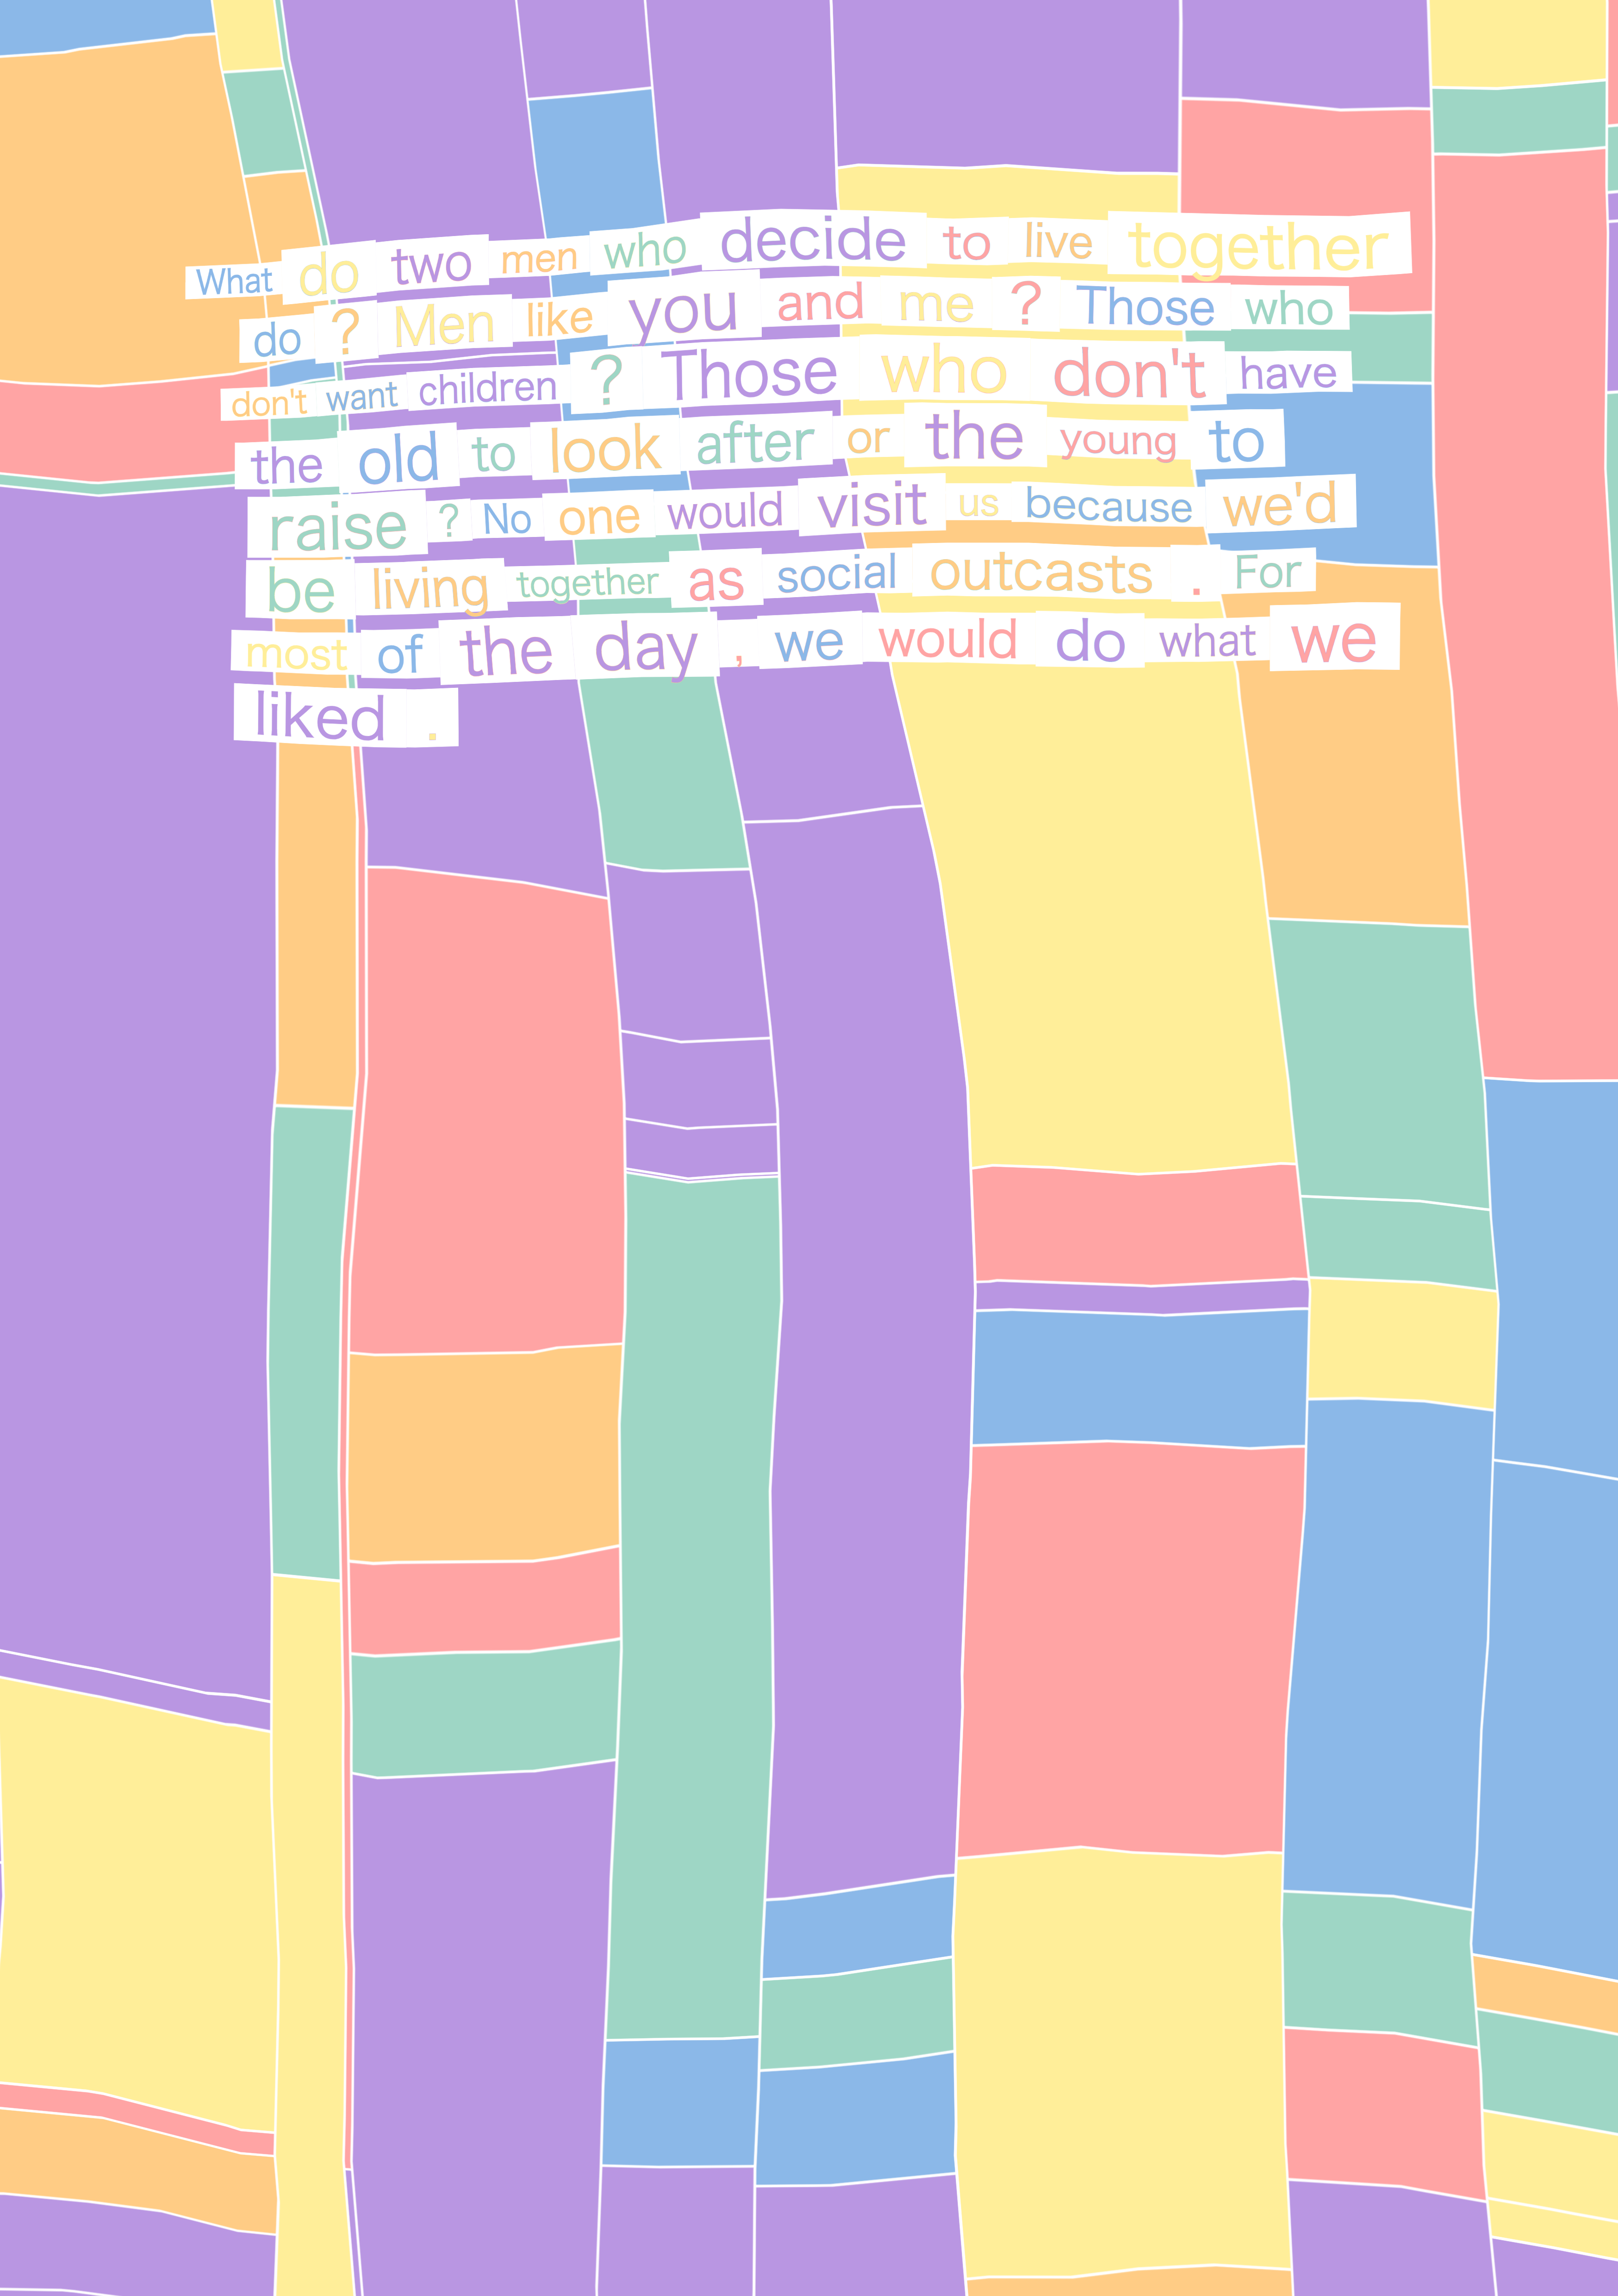 What do two men who decide to live together
do ? Men like you and me ? Those who
don't want children ? Those who don't have
the old to look after or the young to
raise ? No one would visit us because we'd
be living together as social outcasts . For
most of the day , we would do what we
liked .